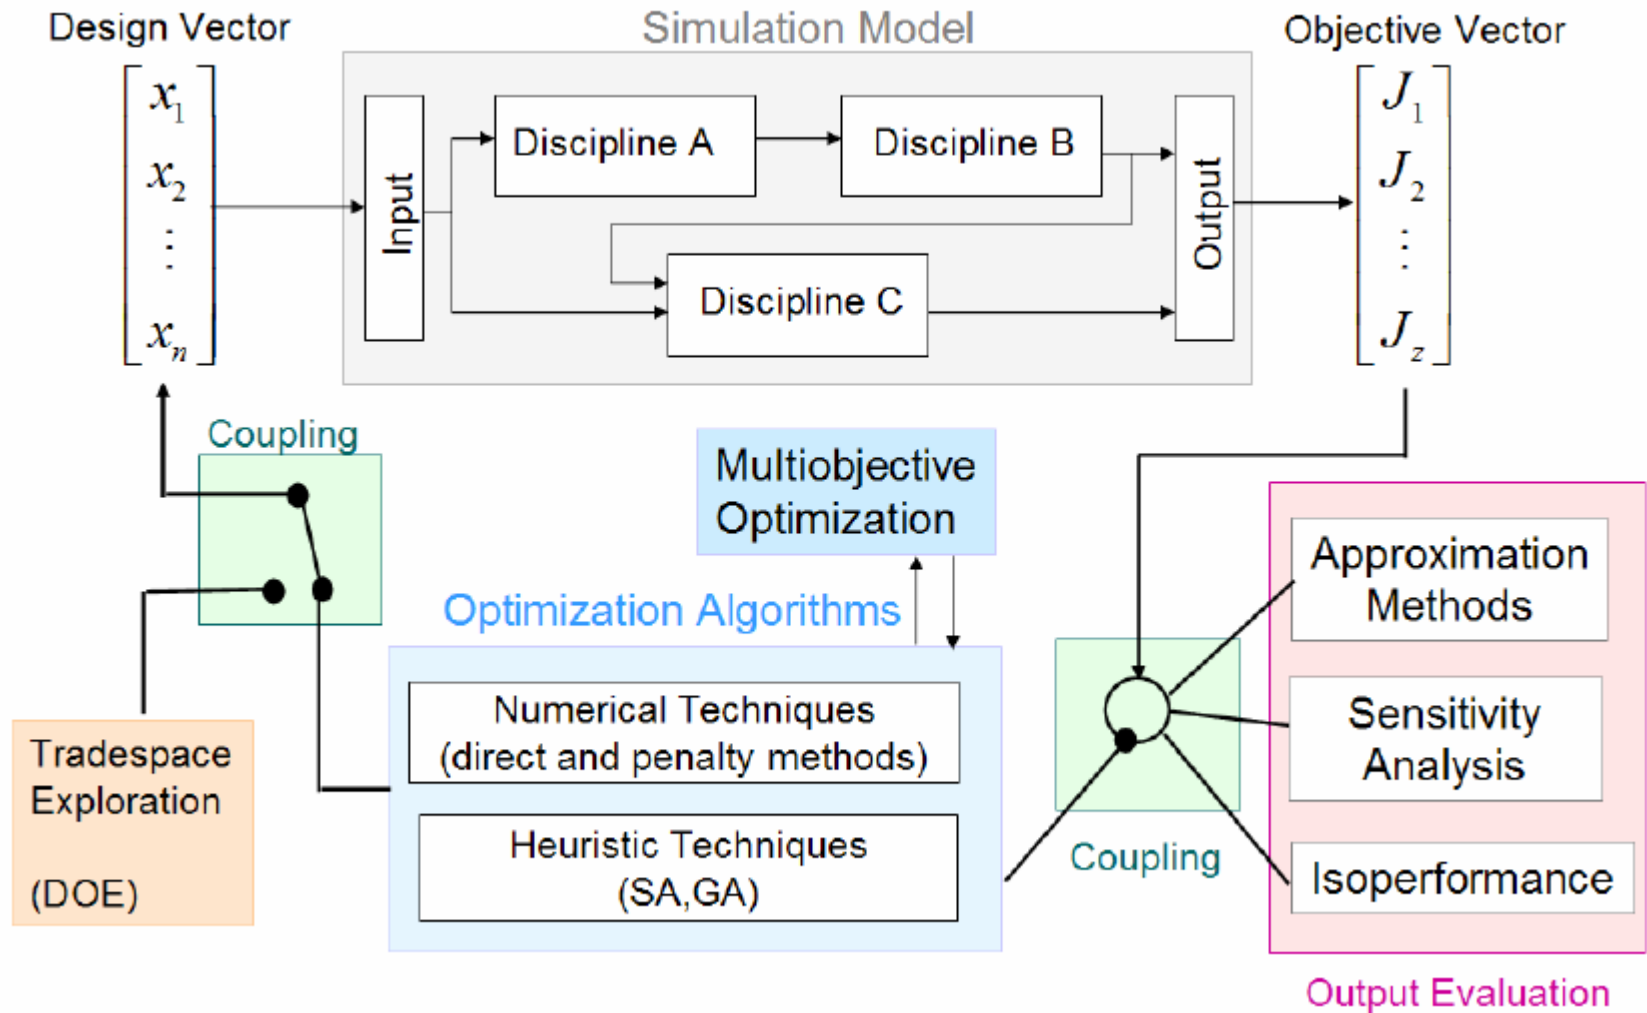 Design Vector
Simulation Model
Objective Vector
x1
x2
⋮
xn
Input
Discipline A
Discipline B
Discipline C
Output
J1
J2
⋮
Jz
Coupling
Multiobjective
Optimization
Optimization Algorithms
Numerical Techniques
(direct and penalty methods)
Heuristic Techniques
(SA,GA)
Tradespace
Exploration
(DOE)
Coupling
Approximation
Methods
Sensitivity
Analysis
Isoperformance
Output Evaluation